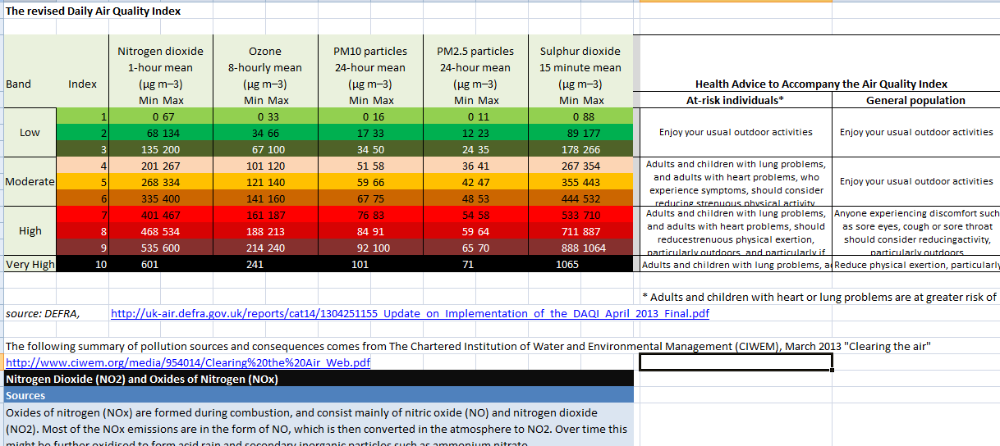 The revised Daily Air Quality Index
Nitrogen dioxide Ozone PM10 particles PM2.5 particles Sulphur dioxide
1-hour mean 8-hourly mean 24-hour mean 24-hour mean 15 minute mean
Band Index (µg m–3) (µg m–3) (µg m–3) (µg m–3) (µg m–3) Health Advice to Accompany the Air Quality Index
Min Max Min Max Min Max Min Max Min Max At-risk individuals* General population
1 0 67 0 33 0 16 0 11 0 88
Low 2 68 134 34 66 17 33 12 23 89 177 Enjoy your usual outdoor activities Enjoy your usual outdoor activities
3 135 200 67 100 34 50 24 35 178 266
4 201 267 101 120 51 58 36 41 267 354 Adults and children with lung problems,
and adults with heart problems, who
Moderate 5 268 334 121 140 59 66 42 47 355 443 Enjoy your usual outdoor activities
experience symptoms, should consider
6 335 400 141 160 67 75 48 53 444 532 reducing strenuous physical activity
7 401 467 161 187 76 83 54 58 533 710 Adults and children with lung problems, Anyone experiencing discomfort such
and adults with heart problems, should as sore eyes, cough or sore throat
High 8 468 534 188 213 84 91 59 64 711 887 reducestrenuous physical exertion, should consider reducingactivity,
9 535 600 214 240 92 100 65 70 888 1064 particularly outdoors, and particularly if particularly outdoors
Very High 10 601 241 101 71 1065 Adults and children with lung problems, Reduce physical exertion, particularly
* Adults and children with heart or lung problems are at greater risk of
source: DEFRA, http://uk-air.defra.gov.uk/reports/cat14/1304251155_Update_on_Implementation_of_the_DAQI_April_2013_Final.pdf
The following summary of pollution sources and consequences comes from The Chartered Institution of Water and Environmental Management (CIWEM), March 2013 "Clearing the air"
http://www.ciwem.org/media/954014/Clearing%20the%20Air_Web.pdf
Nitrogen Dioxide (NO2) and Oxides of Nitrogen (NOx)
Sources
Oxides of nitrogen (NOx) are formed during combustion, and consist mainly of nitric oxide (NO) and nitrogen dioxide
(NO2). Most of the NOx emissions are in the form of NO, which is then converted in the atmosphere to NO2. Over time this
might be further oxidised to form acid rain and secondary inorganic particles such as ammonium nitrate